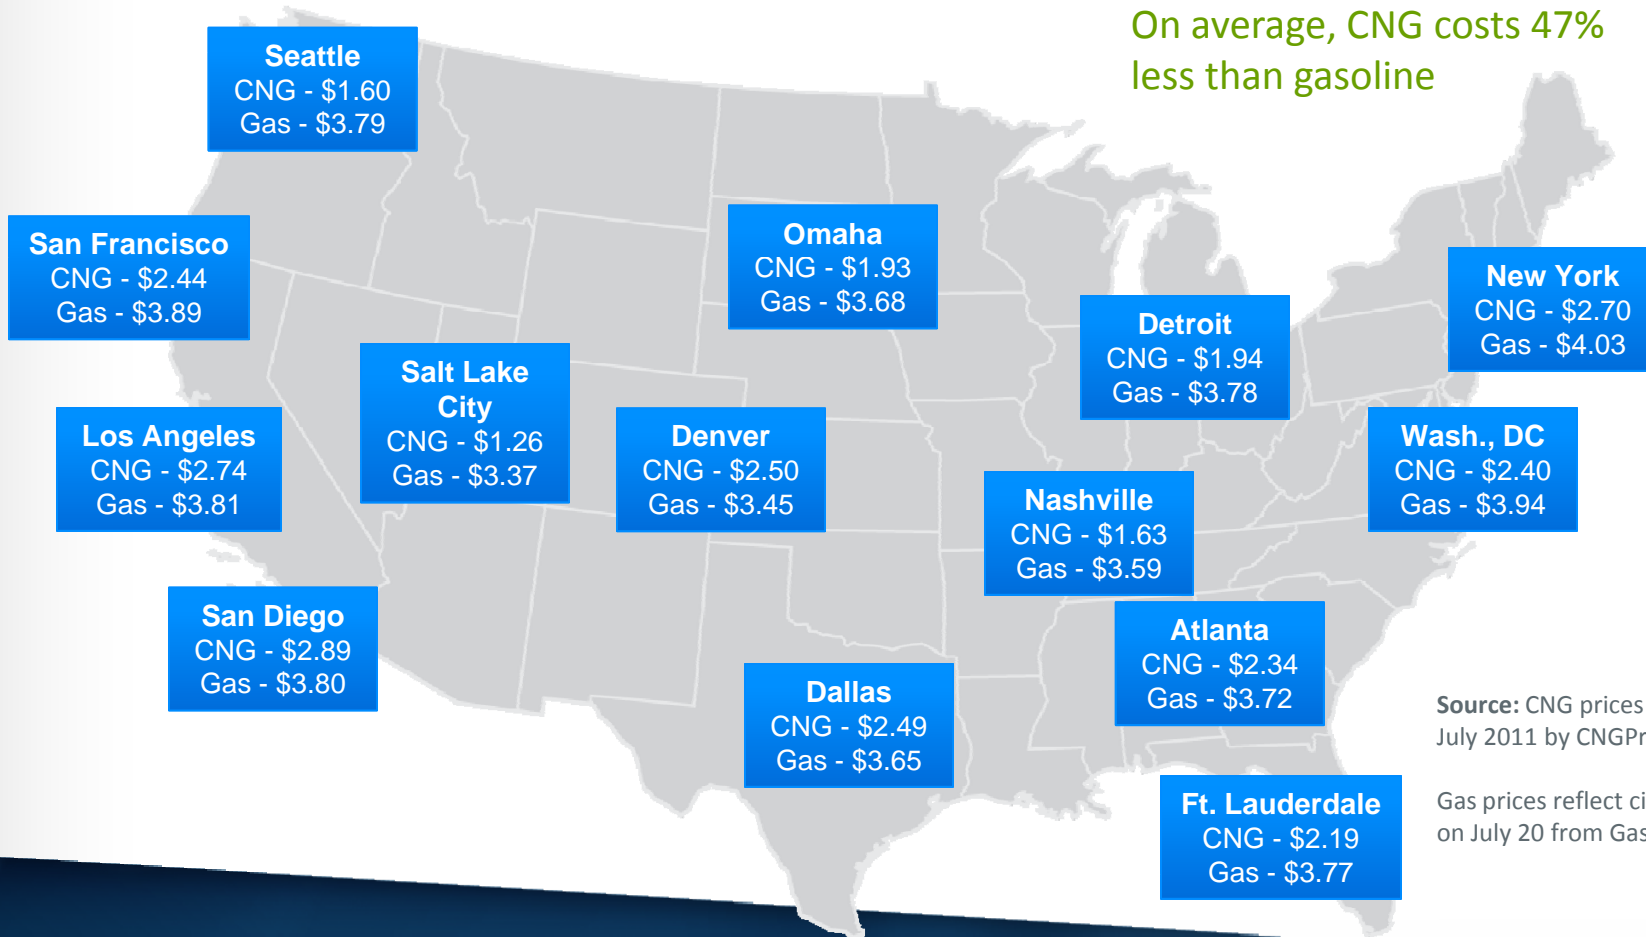 On average, CNG costs 47%
less than gasoline
Seattle
CNG - $1.60
Gas - $3.79
San Francisco
CNG - $2.44
Gas - $3.89
Omaha
CNG - $1.93
Gas - $3.68
New York
CNG - $2.70
Gas - $4.03
Detroit
CNG - $1.94
Gas - $3.78
Salt Lake
City
CNG - $1.26
Gas - $3.37
Los Angeles
CNG - $2.74
Gas - $3.81
Denver
CNG - $2.50
Gas - $3.45
Wash., DC
CNG - $2.40
Gas - $3.94
Nashville
CNG - $1.63
Gas - $3.59
San Diego
CNG - $2.89
Gas - $3.80
Atlanta
CNG - $2.34
Gas - $3.72
Dallas
CNG - $2.49
Gas - $3.65
Ft. Lauderdale
CNG - $2.19
Gas - $3.77
Source: CNG prices
July 2011 by
Gas prices reflect
on July 20 from